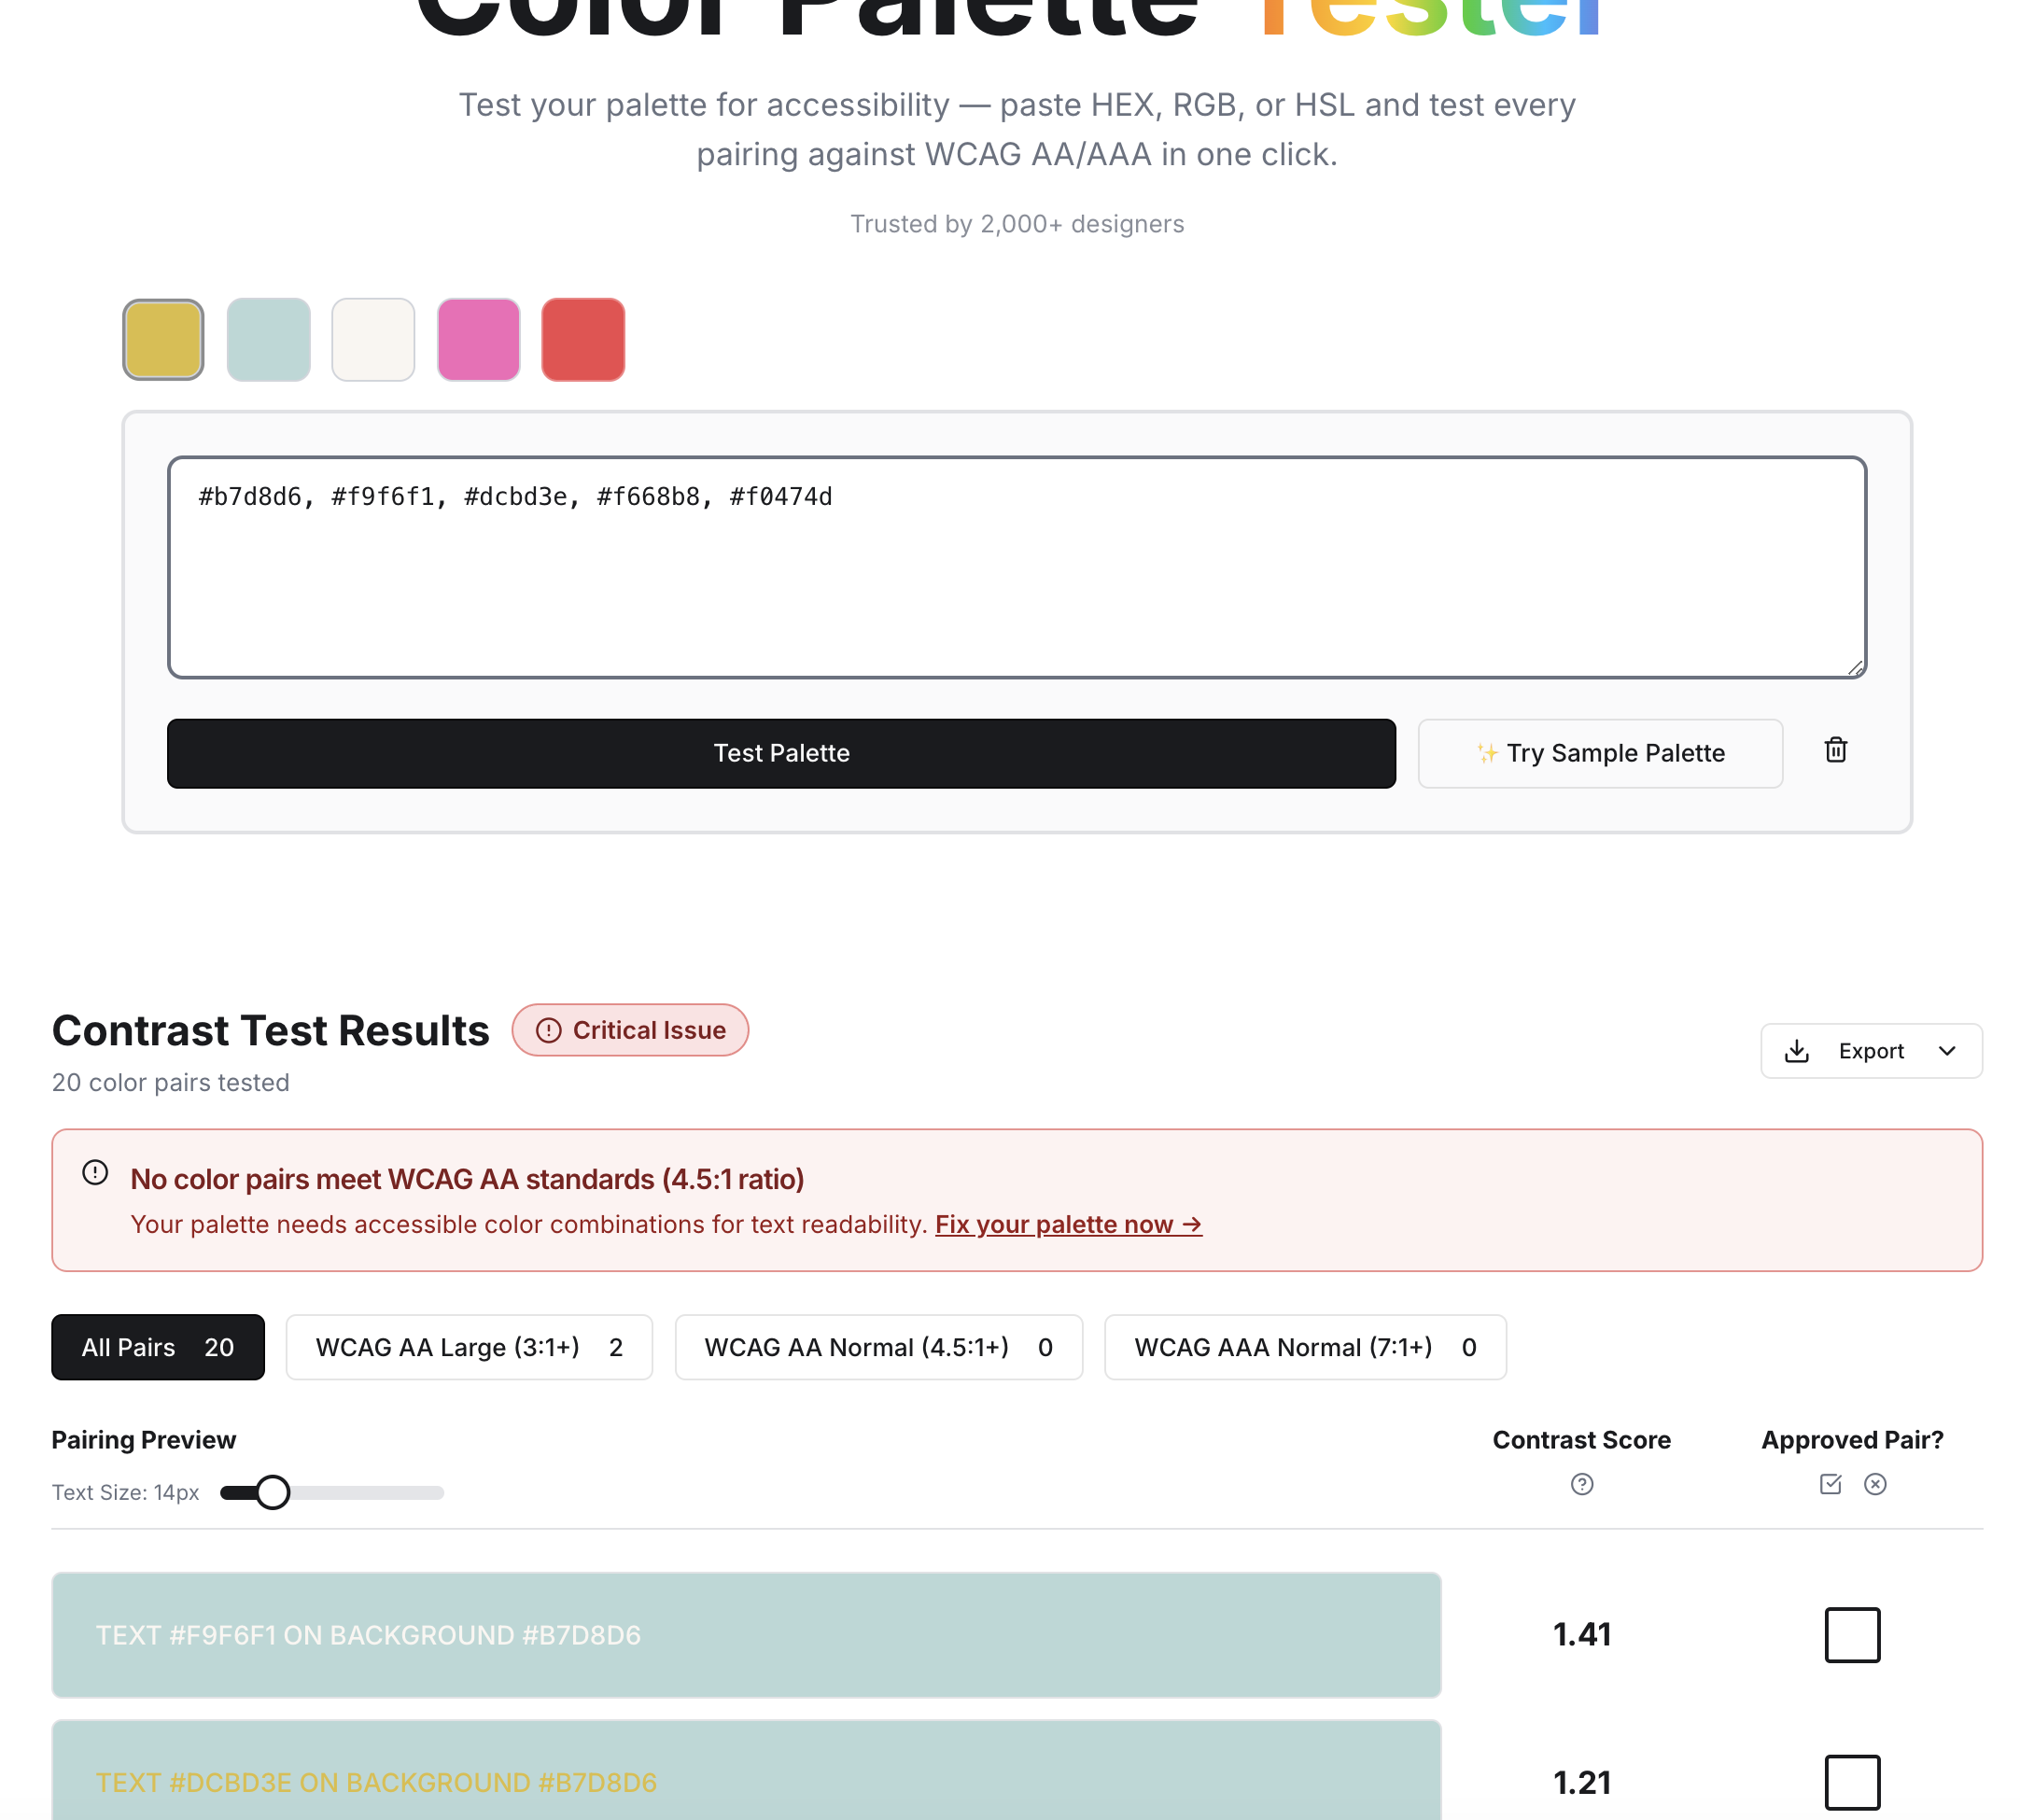 Color Palette Tester
Test your palette for accessibility — paste HEX, RGB, or HSL and test every
pairing against WCAG AA/AAA in one click.
Trusted by 2,000+ designers
#b7d8d6, #f9f6f1, #dcbd3e, #f668b8, #f0474d
Test Palette
✨ Try Sample Palette
Contrast Test Results
Critical Issue
20 color pairs tested
Export
No color pairs meet WCAG AA standards (4.5:1 ratio)
Your palette needs accessible color combinations for text readability. Fix your palette now →
All Pairs 20
WCAG AA Large (3:1+) 2
WCAG AA Normal (4.5:1+) 0
WCAG AAA Normal (7:1+) 0
Pairing Preview
Contrast Score
Approved Pair?
Text Size: 14px
TEXT #F9F6F1 ON BACKGROUND #B7D8D6
1.41
TEXT #DCBD3E ON BACKGROUND #B7D8D6
1.21